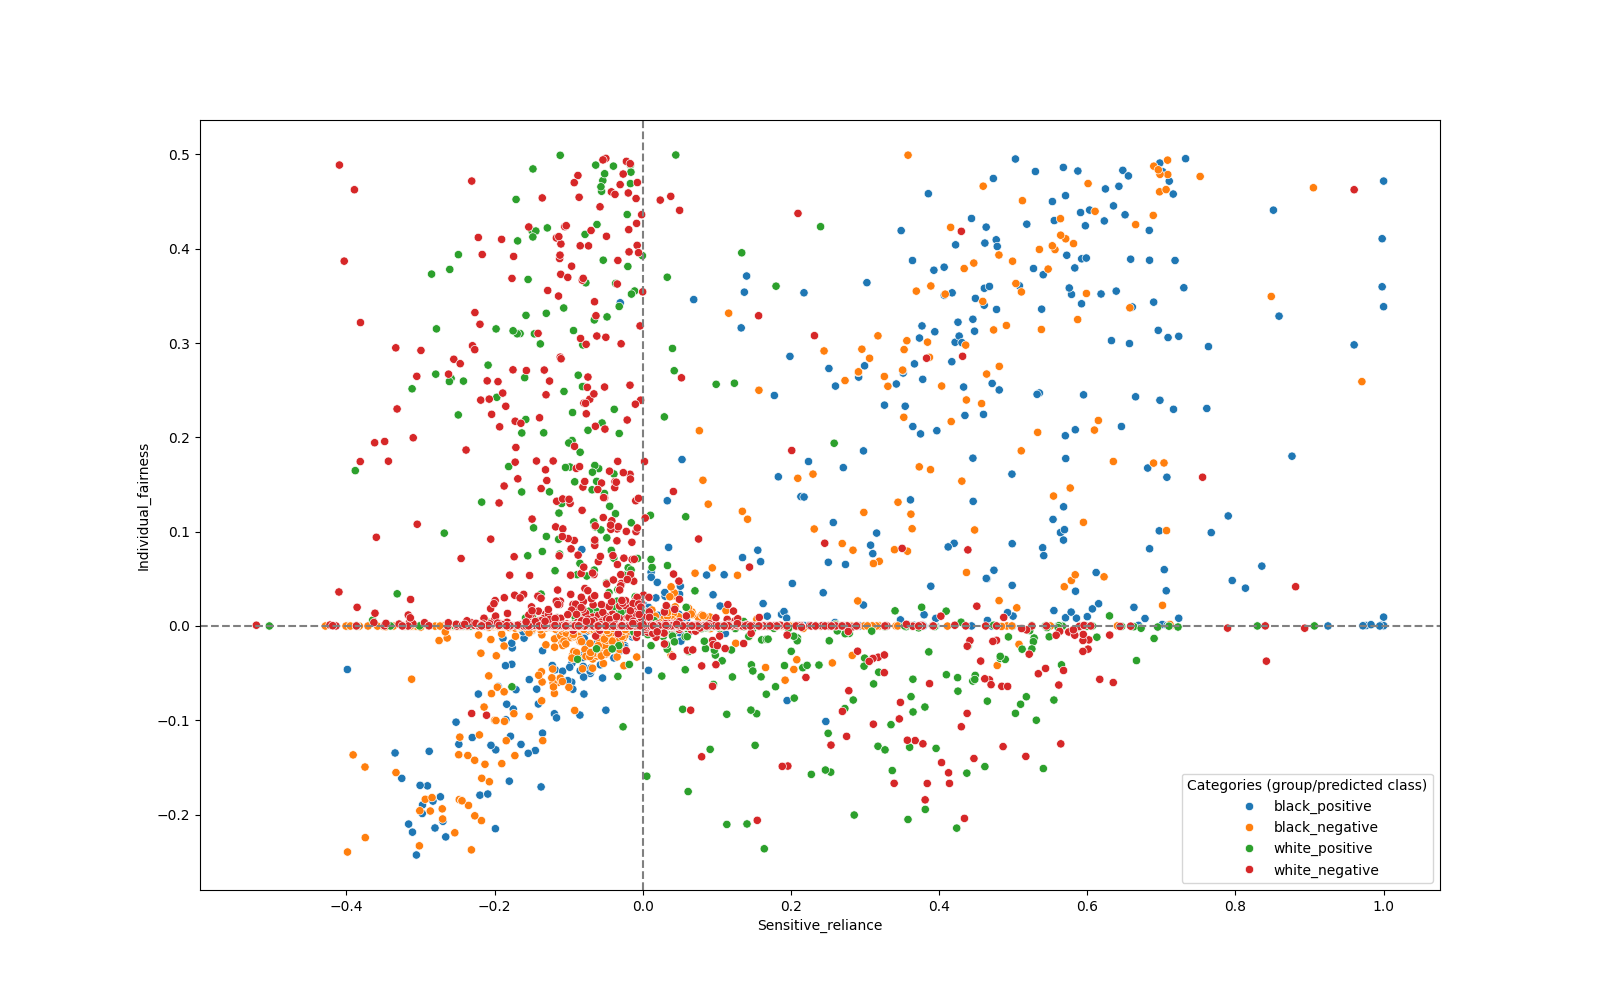 0.5
0.4
0.3
0.2
0.1
0.0
−0.1
−0.2
Individual_fairness
−0.4
−0.2
0.0
0.2
0.4
0.6
0.8
1.0
Sensitive_reliance
Categories (group/predicted class)
black_positive
black_negative
white_positive
white_negative